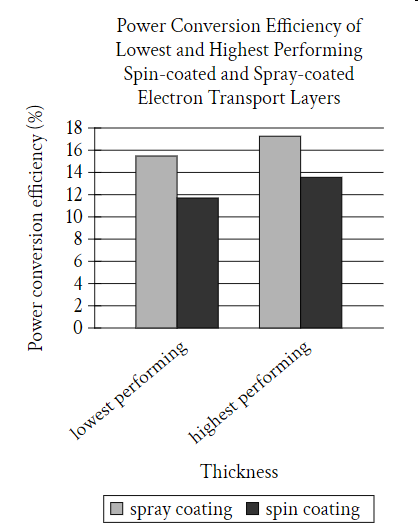 Power Conversion Efficiency of
Lowest and Highest Performing
Spin-coated and Spray-coated
Electron Transport Layers
Power conversion efficiency (%)
18
16
14
12
10
8
6
4
2
0
lowest performing
highest performing
Thickness
spray coating spin coating